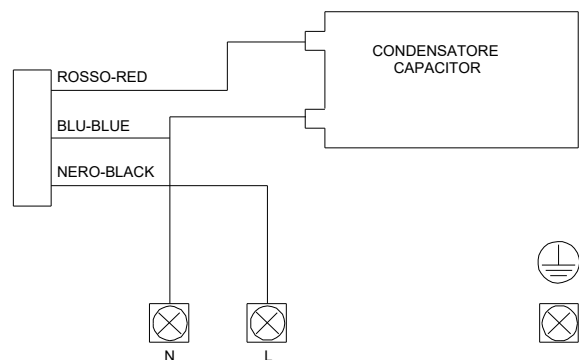 CONDENSATORE
CAPACITOR
ROSSO-RED
BLU-BLUE
NERO-BLACK
N
L